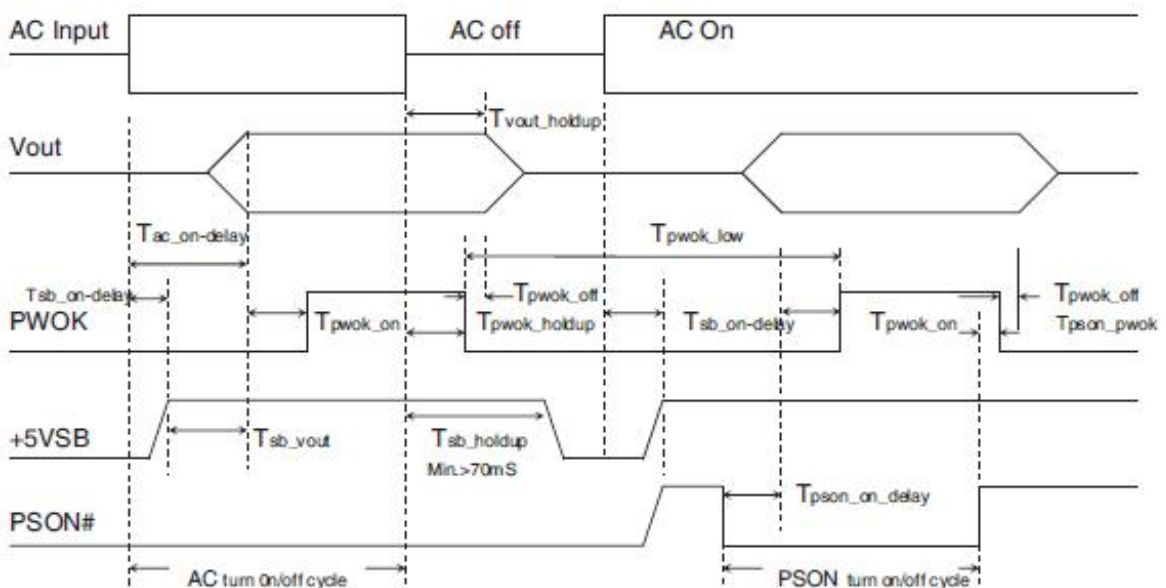 AC Input
AC off
AC On
Tvout_holdup
Vout
Tac_on-delay
Tpwok_low
Tsb_on-delay
Tpwok_off
Tpwok_off
PWOK
Tpwok_on
Tpwok_holdup
Tsb_on-delay
Tpwok_on
Tpson_pwok
+5VSB
Tsb_vout
Tsb_holdup
Min.>70mS
Tpson_on_delay
PSON#
AC turn 0n/off cycle
PSON turn on/off cycle